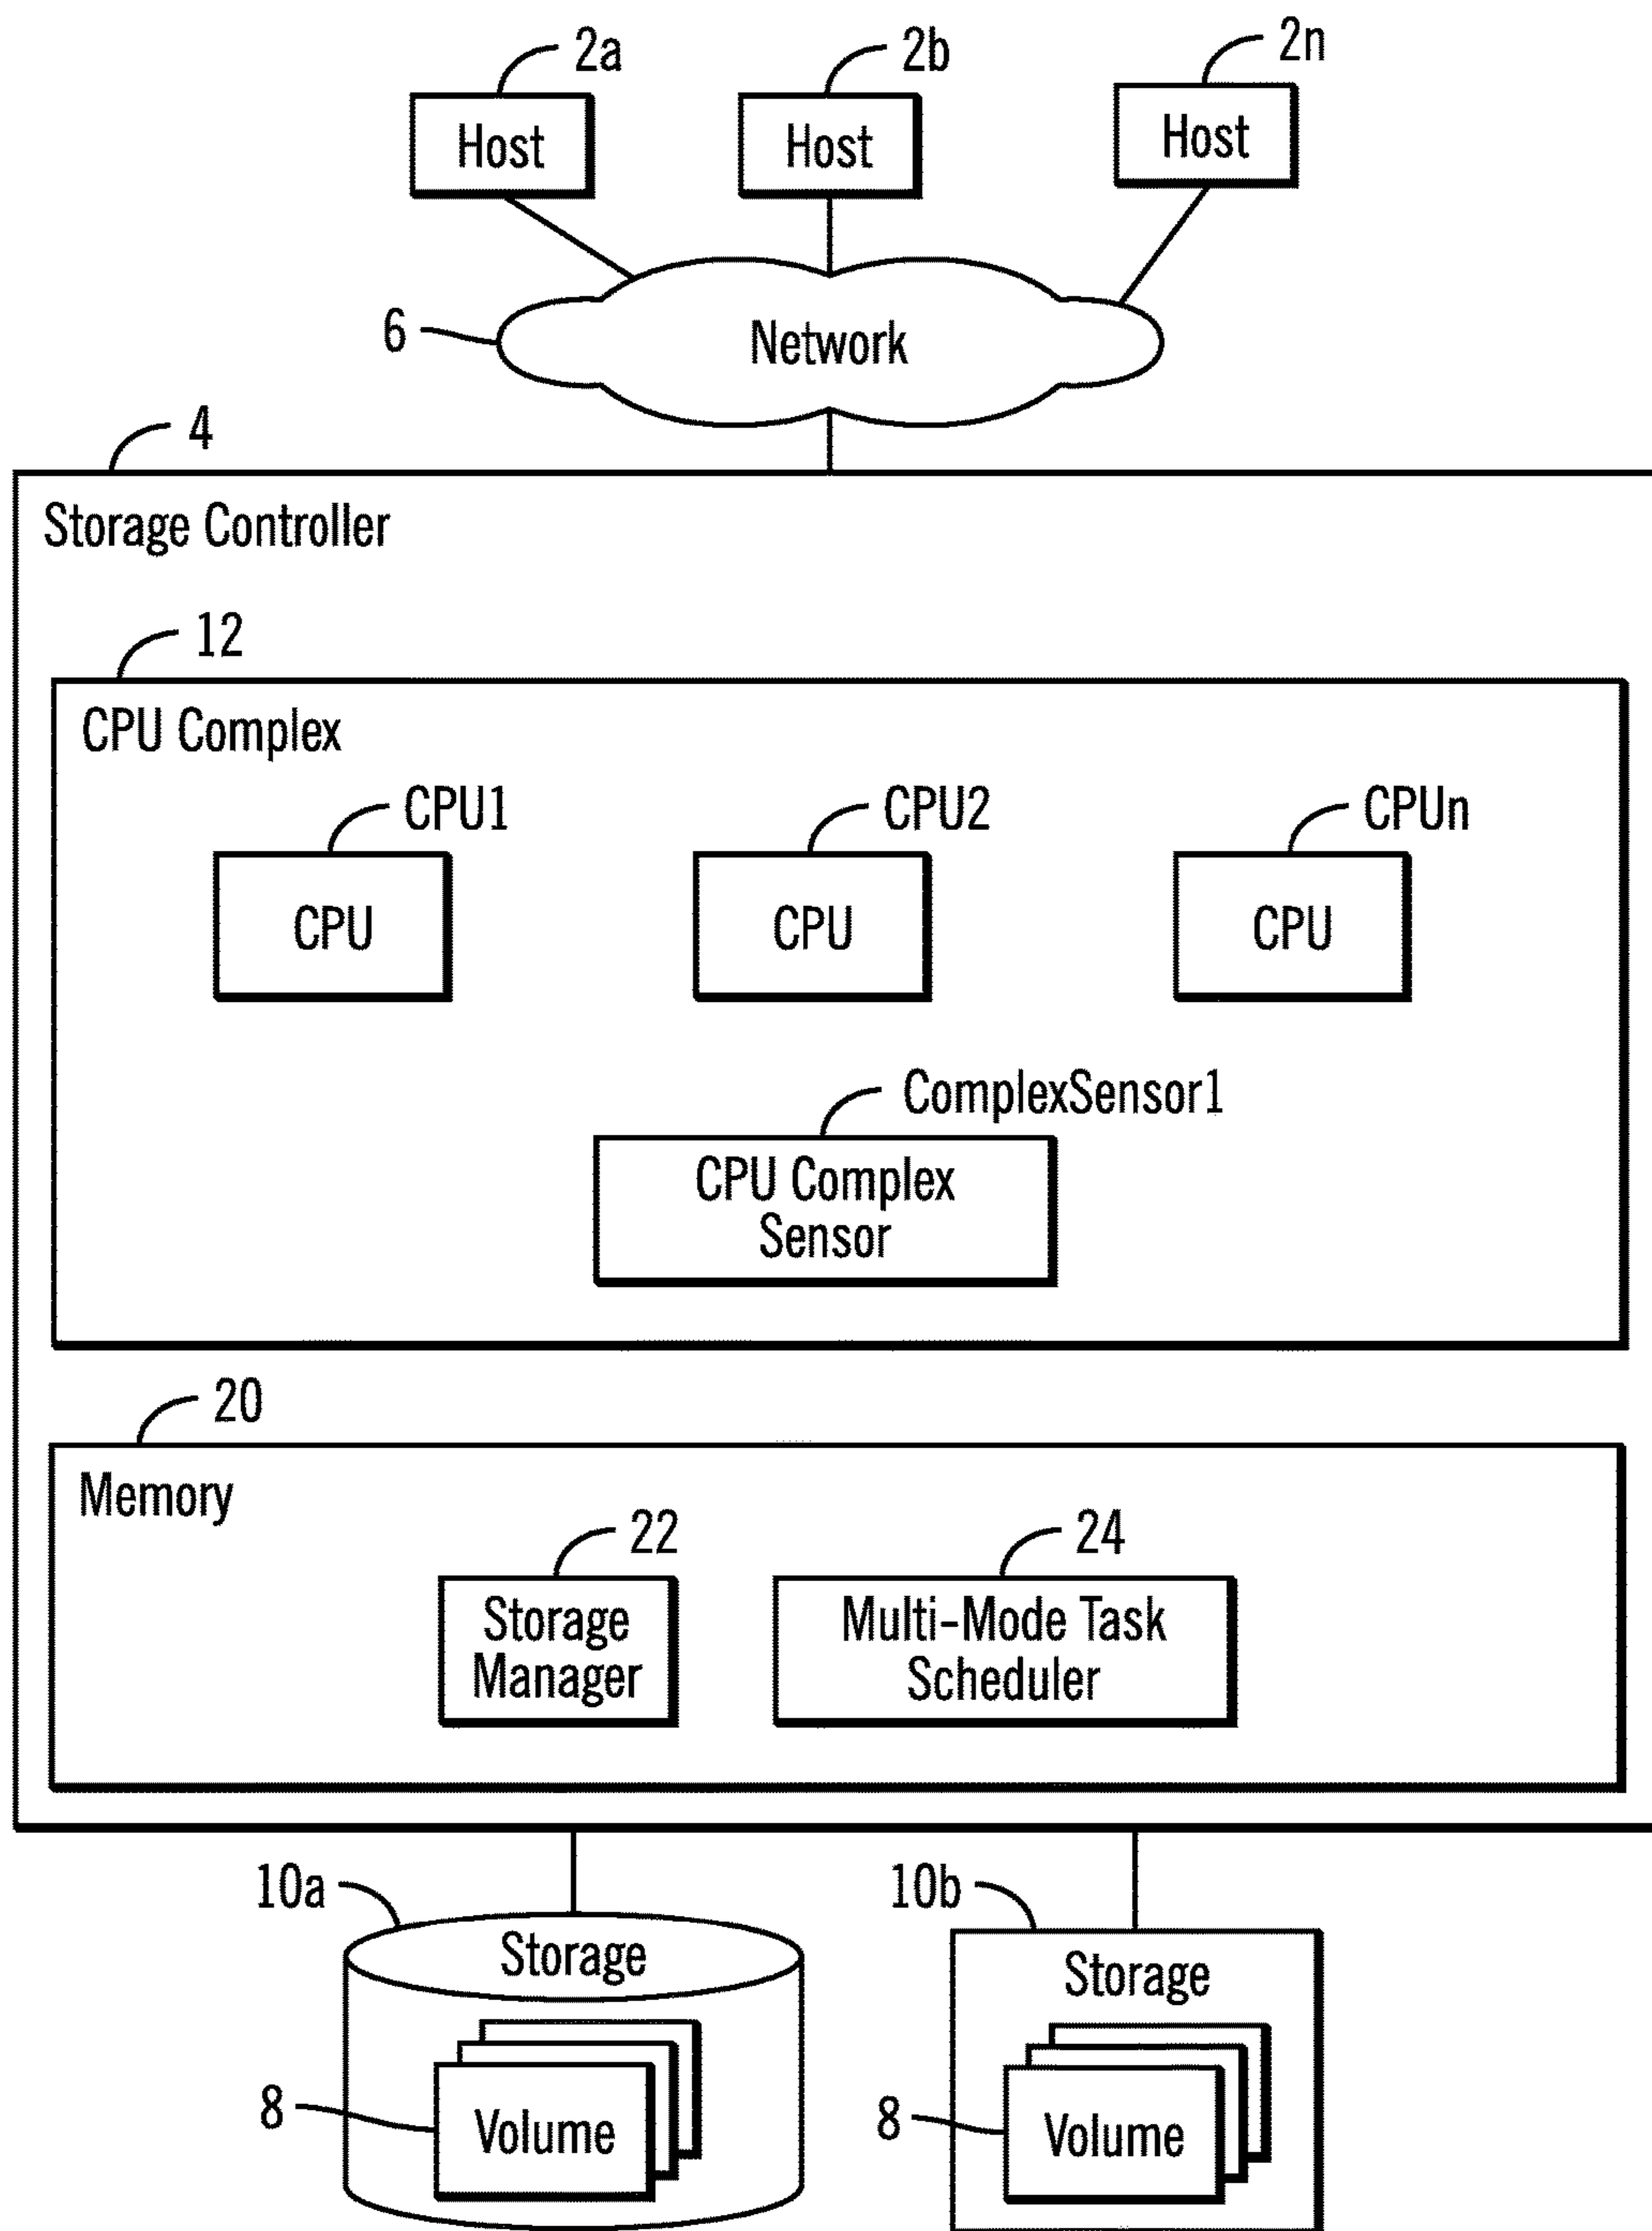 2a
2b
2n
Host
Host
Host
6
Network
4
Storage Controller
12
CPU Complex
CPU1
CPU2
CPUn
CPU
CPU
CPU
ComplexSensor1
CPU Complex
Sensor
20
Memory
22
24
Storage
Manager
Multi-Mode Task
Scheduler
10a
10b
Storage
Storage
8
Volume
8
Volume